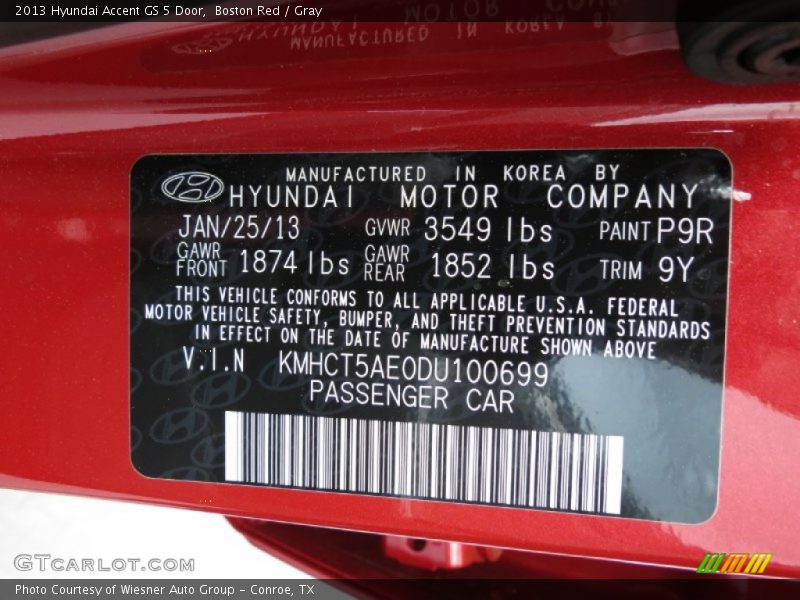 2013 Hyundai Accent GS 5 Door, Boston Red / Gray
MANUFACTURED IN KOREA BY
HYUNDAI MOTOR COMPANY
JAN/25/13 GVWR 3549 lbs PAINT P9R
GAWR FRONT 1874 lbs GAWR REAR 1852 lbs TRIM 9Y
THIS VEHICLE CONFORMS TO ALL APPLICABLE U.S.A. FEDERAL
MOTOR VEHICLE SAFETY, BUMPER, AND THEFT PREVENTION STANDARDS
IN EFFECT ON THE DATE OF MANUFACTURE SHOWN ABOVE
V.I.N KMHCT5AE0DU100699
PASSENGER CAR
GTCARLOT.COM
Photo Courtesy of Wiesner Auto Group - Conroe, TX